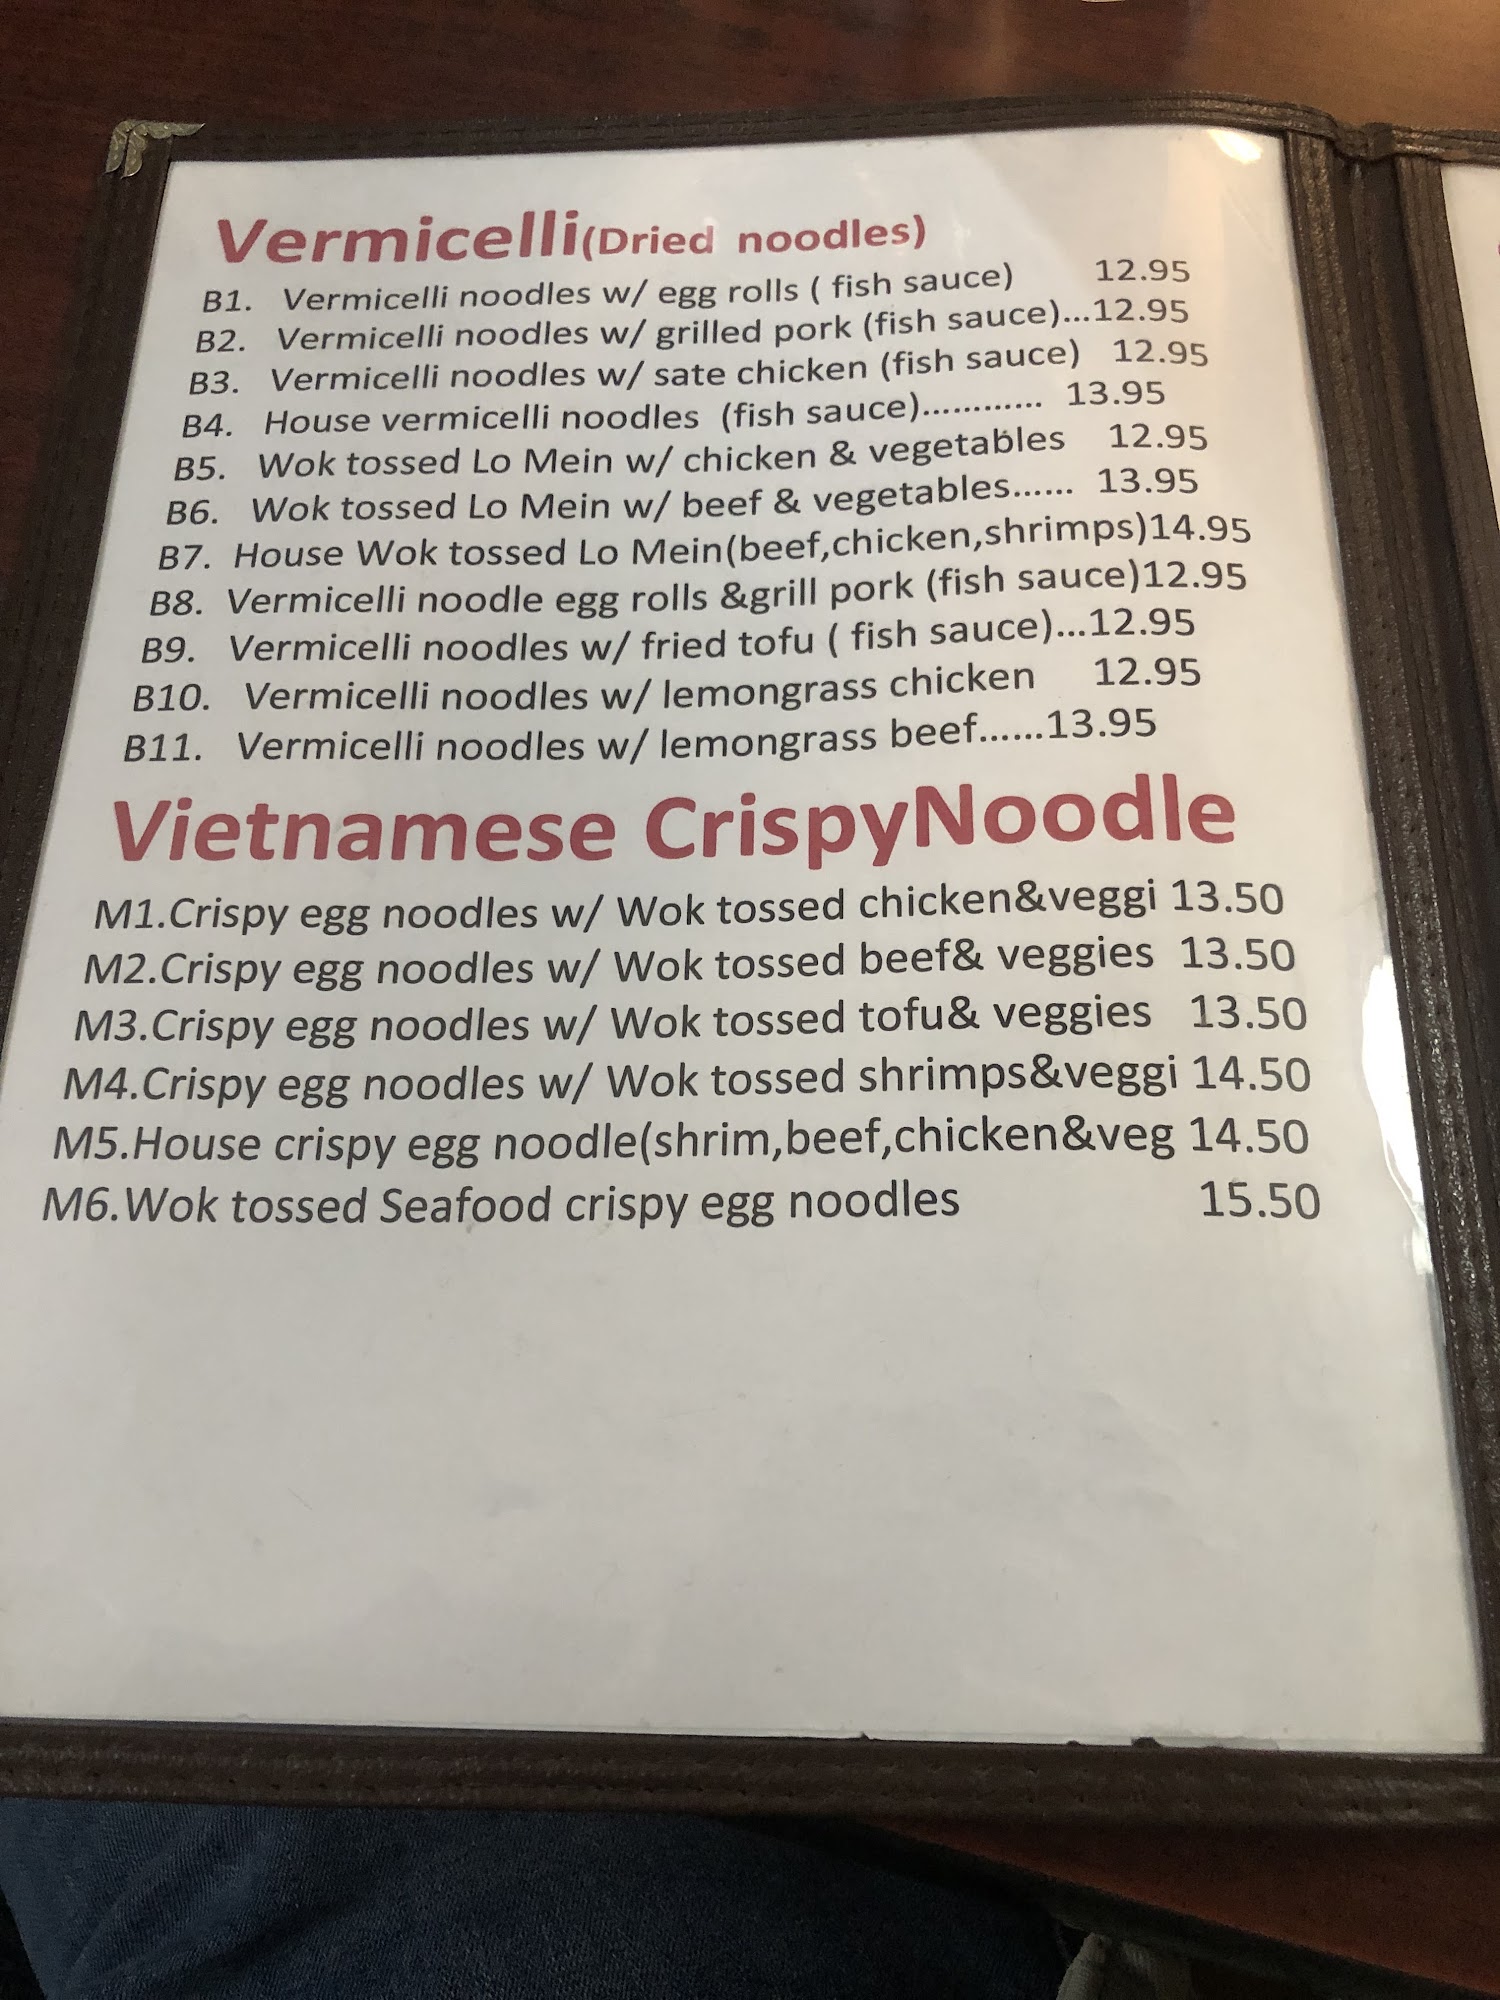 Vermicelli(Dried noodles)
B1. Vermicelli noodles w/ egg rolls ( fish sauce) 12.95
B2. Vermicelli noodles w/ grilled pork (fish sauce)...12.95
B3. Vermicelli noodles w/ sate chicken (fish sauce) 12.95
B4. House vermicelli noodles (fish sauce)............ 13.95
B5. Wok tossed Lo Mein w/ chicken & vegetables 12.95
B6. Wok tossed Lo Mein w/ beef & vegetables...... 13.95
B7. House Wok tossed Lo Mein(beef,chicken,shrimps)14.95
B8. Vermicelli noodle egg rolls &grill pork (fish sauce)12.95
B9. Vermicelli noodles w/ fried tofu ( fish sauce)...12.95
B10. Vermicelli noodles w/ lemongrass chicken 12.95
B11. Vermicelli noodles w/ lemongrass beef......13.95
Vietnamese CrispyNoodle
M1.Crispy egg noodles w/ Wok tossed chicken&veggi 13.50
M2.Crispy egg noodles w/ Wok tossed beef& veggies 13.50
M3.Crispy egg noodles w/ Wok tossed tofu& veggies 13.50
M4.Crispy egg noodles w/ Wok tossed shrimps&veggi 14.50
M5.House crispy egg noodle(shrim,beef,chicken&veg 14.50
M6.Wok tossed Seafood crispy egg noodles 15.50